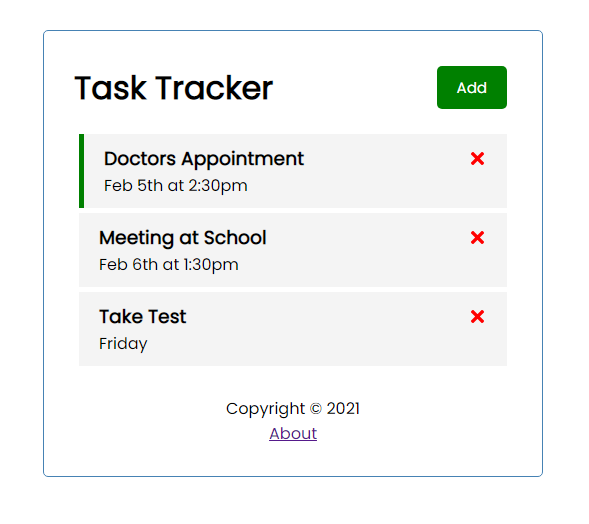 Task Tracker
Add
Doctors Appointment
Feb 5th at 2:30pm
Meeting at School
Feb 6th at 1:30pm
Take Test
Friday
Copyright © 2021
About